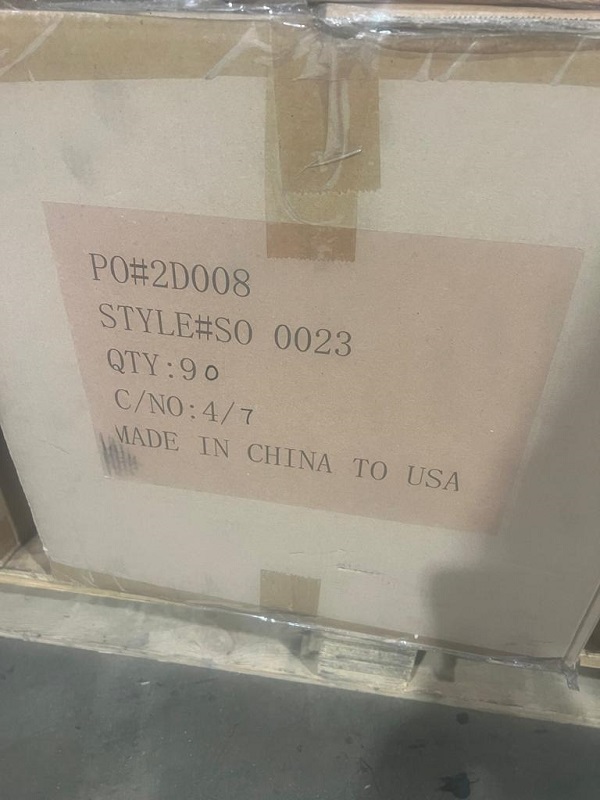 PO#2D008
STYLE#SO 0023
QTY:90
C/NO:4/7
MADE IN CHINA TO USA